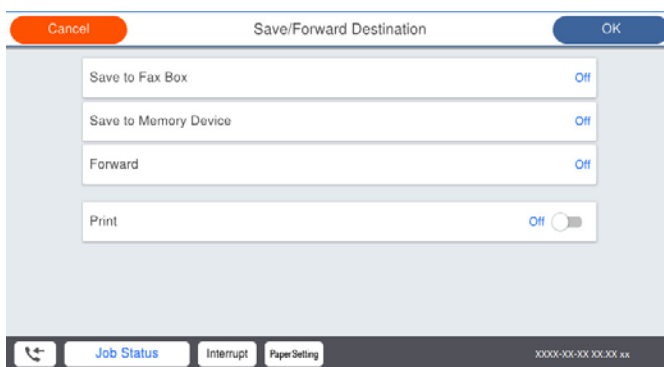 Cancel Save/Forward Destination OK
Save to Fax Box Off
Save to Memory Device Off
Forward Off
Print Off
Job Status Interrupt Paper Setting XXXX-XX-XX XX:XX xx